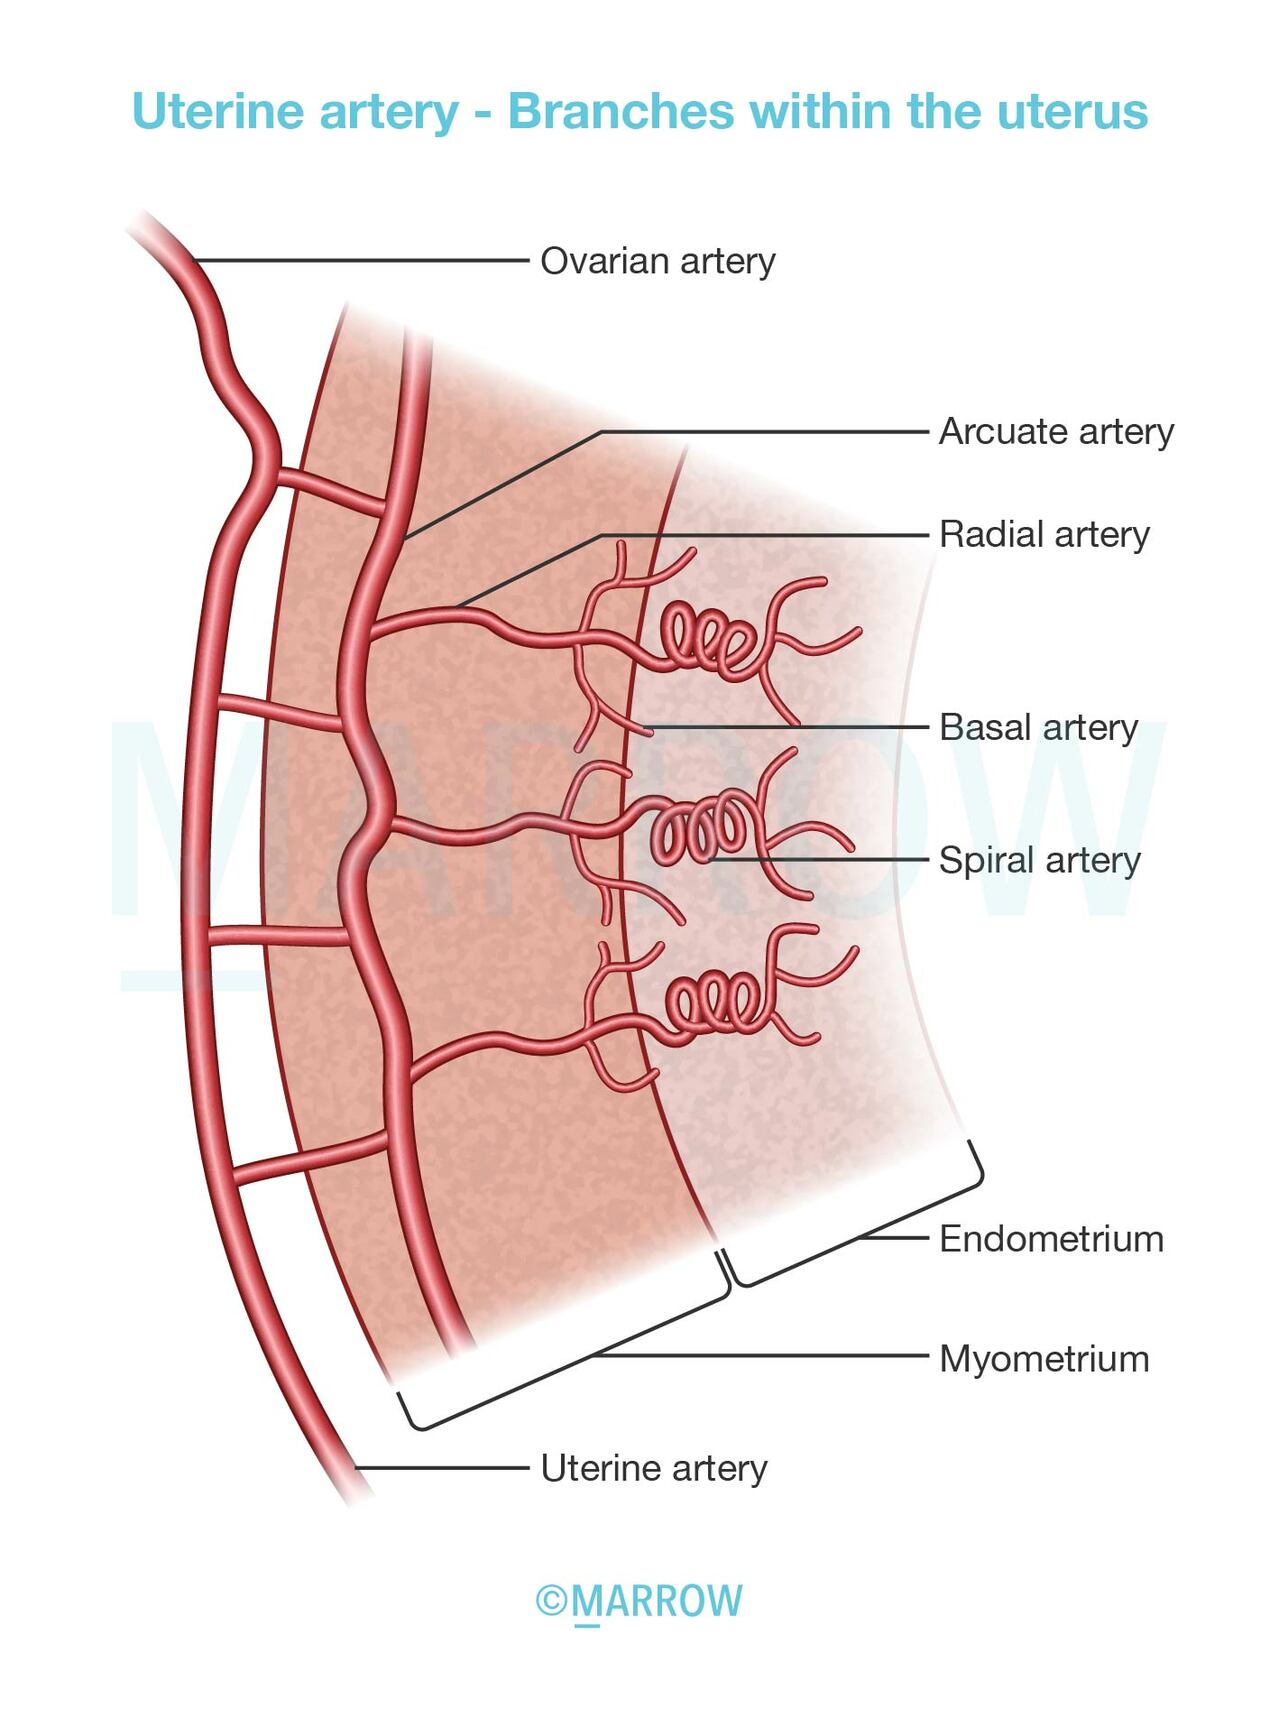 Uterine artery - Branches within the uterus
Ovarian artery
Arcuate artery
Radial artery
Basal artery
MARROW
Spiral artery
Endometrium
Myometrium
Uterine artery
©MARROW